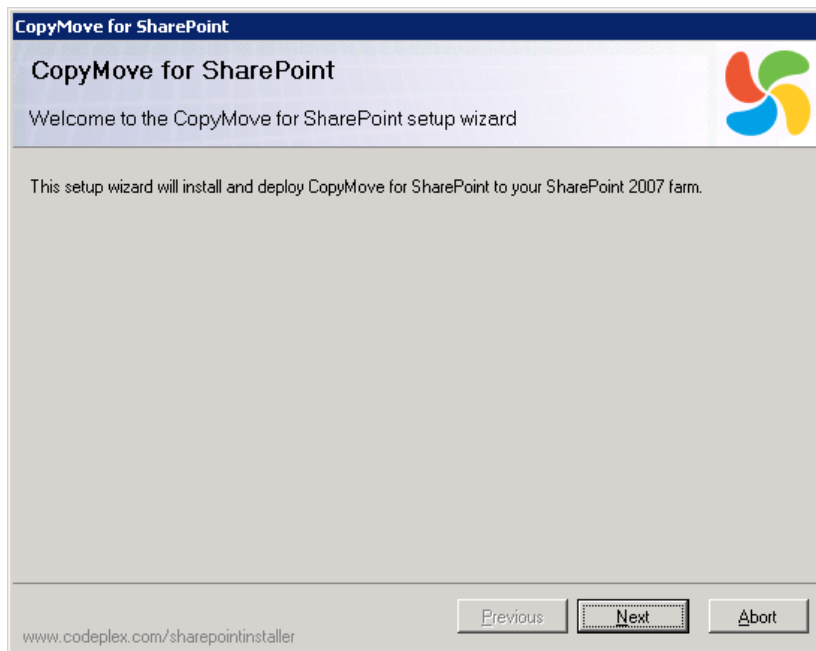 CopyMove for SharePoint
CopyMove for SharePoint
Welcome to the CopyMove for SharePoint setup wizard
This setup wizard will install and deploy CopyMove for SharePoint to your SharePoint 2007 farm.
Previous
Next
Abort
www.codeplex.com/sharepointinstaller